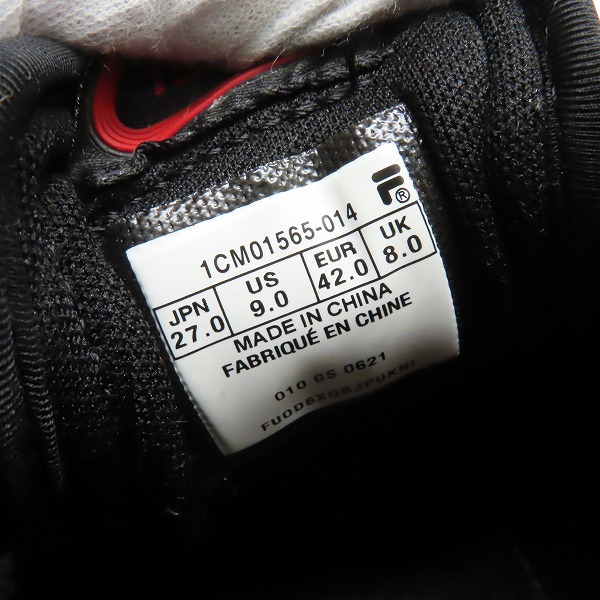 F®
1CM01565-014
JPN US EUR UK
27.0 9.0 42.0 8.0
MADE IN CHINA
FABRIQUÉ EN CHINE
010 GS 0621